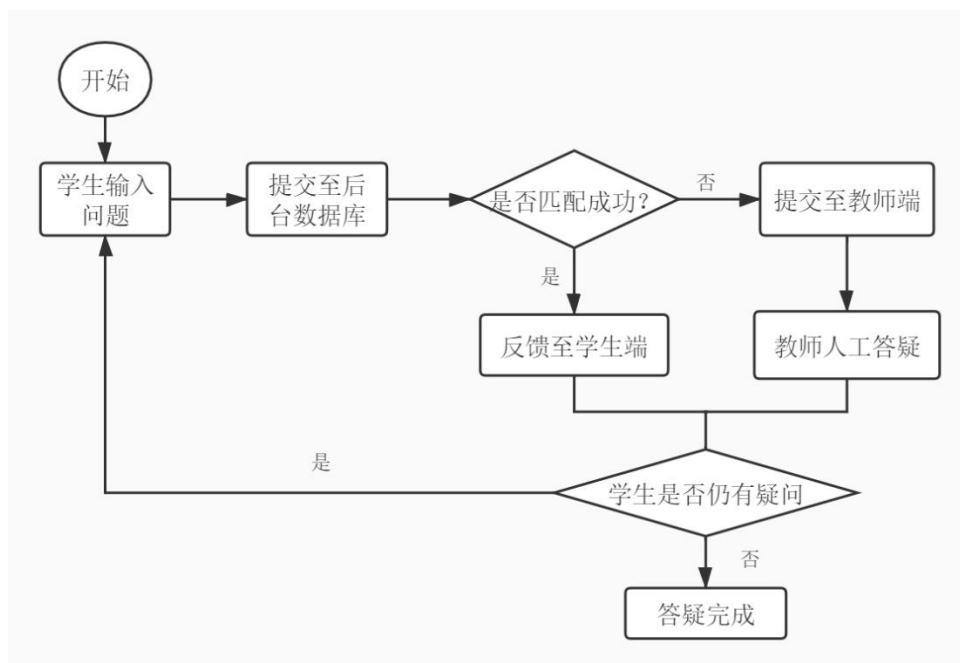 开始
学生输入
问题
提交至后
台数据库
是否匹配成功？
否
提交至教师端
是
反馈至学生端
教师人工答疑
是
学生是否仍有疑问
否
答疑完成